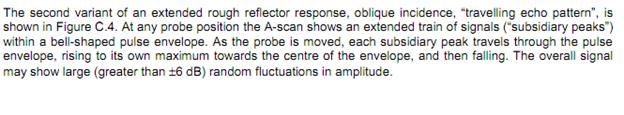 The second variant of an extended rough reflector response, oblique incidence, "travelling echo pattern", is
shown in Figure C.4. At any probe position the A-scan shows an extended train of signals ("subsidiary peaks")
within a bell-shaped pulse envelope. As the probe is moved, each subsidiary peak travels through the pulse
envelope, rising to its own maximum towards the centre of the envelope, and then falling. The overall signal
may show large (greater than ±6 dB) random fluctuations in amplitude.